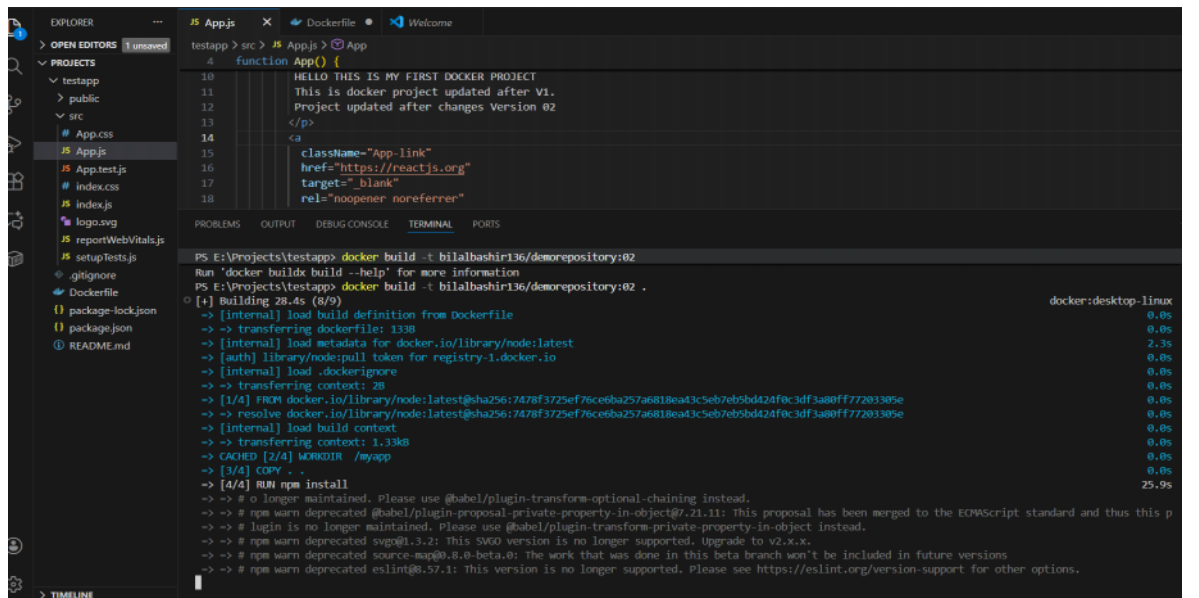 EXPLORER ...
OPEN EDITORS 1 unsaved
PROJECTS
testapp
public
src
# App.css
JS App.js
JS App.test.js
# index.css
JS index.js
logo.svg
JS reportWebVitals.js
JS setupTests.js
.gitignore
Dockerfile
{} package-lock.json
{} package.json
README.md
TIMELINE
1
JS App.js × Dockerfile ● Welcome
testapp > src > JS App.js > App
4 function App() {
10 HELLO THIS IS MY FIRST DOCKER PROJECT
11 This is docker project updated after V1.
12 Project updated after changes Version 02
13 </p>
14 <a
15 className="App-link"
16 href="https://reactjs.org"
17 target="_blank"
18 rel="noopener noreferrer"
PROBLEMS OUTPUT DEBUG CONSOLE TERMINAL PORTS
PS E:\Projects\testapp> docker build -t bilalbashir136/demorepository:02
Run 'docker buildx build --help' for more information
PS E:\Projects\testapp> docker build -t bilalbashir136/demorepository:02 .
[+] Building 28.4s (8/9) docker:desktop-linux
=> [internal] load build definition from Dockerfile 0.0s
=> => transferring dockerfile: 133B 0.0s
=> [internal] load metadata for docker.io/library/node:latest 2.3s
=> [auth] library/node:pull token for registry-1.docker.io 0.0s
=> [internal] load .dockerignore 0.0s
=> => transferring context: 2B 0.0s
=> [1/4] FROM docker.io/library/node:latest@sha256:7478f3725ef76ce6ba257a6818ea43c5eb7eb5bd424f0c3df3a80ff77203305e 0.0s
=> => resolve docker.io/library/node:latest@sha256:7478f3725ef76ce6ba257a6818ea43c5eb7eb5bd424f0c3df3a80ff77203305e 0.0s
=> [internal] load build context 0.0s
=> => transferring context: 1.33kB 0.0s
=> CACHED [2/4] WORKDIR /myapp 0.0s
=> [3/4] COPY . . 0.0s
=> [4/4] RUN npm install 25.9s
=> => # o longer maintained. Please use @babel/plugin-transform-optional-chaining instead.
=> => # npm warn deprecated @babel/plugin-proposal-private-property-in-object@7.21.11: This proposal has been merged to the ECMAScript standard and thus this p
=> => # lugin is no longer maintained. Please use @babel/plugin-transform-private-property-in-object instead.
=> => # npm warn deprecated svgo@1.3.2: This SVGO version is no longer supported. Upgrade to v2.x.x.
=> => # npm warn deprecated source-map@0.8.0-beta.0: The work that was done in this beta branch won't be included in future versions
=> => # npm warn deprecated eslint@8.57.1: This version is no longer supported. Please see https://eslint.org/version-support for other options.